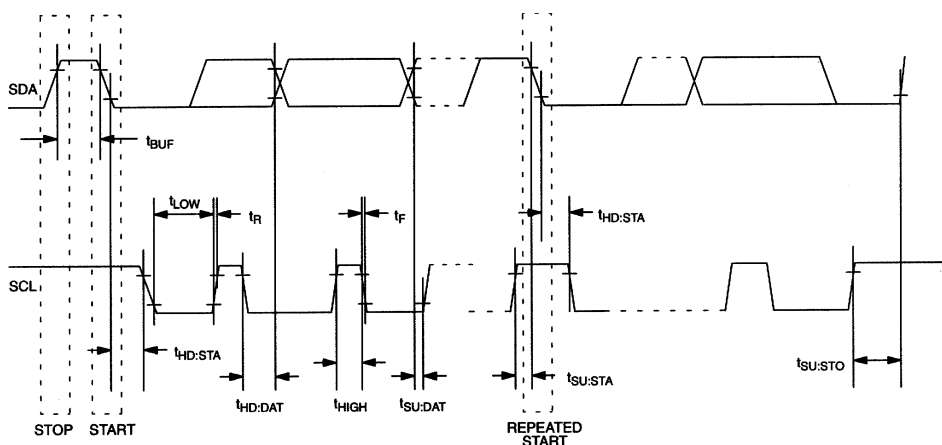 SDA
tBUF
tLOW
tR
tF
tHD:STA
SCL
tHD:STA
tSU:STA
tSU:STO
tHD:DAT
tHIGH
tSU:DAT
STOP
START
REPEATED
START